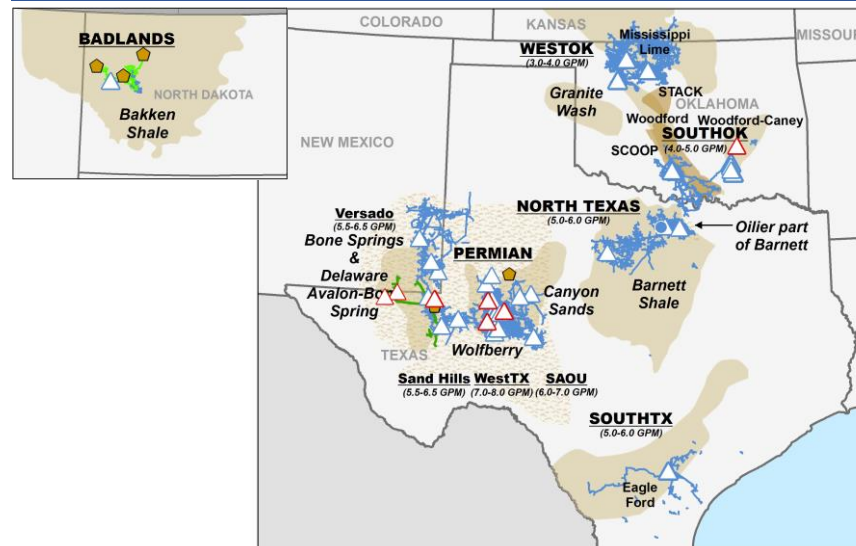 BADLANDS
NORTH DAKOTA
Bakken
Shale
COLORADO
KANSAS
MISSOUR
WESTOK
(3.0-4.0 GPM)
Mississippi
Lime
Granite
Wash
STACK
OKLAHOMA
Woodford
Woodford-Caney
SOUTHOK
(4.0-5.0 GPM)
SCOOP
NEW MEXICO
Versado
(5.5-6.5 GPM)
Bone Springs
&
Delaware
Avalon-Bo
Spring
NORTH TEXAS
(5.0-6.0 GPM)
Oilier part
of Barnett
PERMIAN
Canyon
Sands
Barnett
Shale
TEXAS
Wolfberry
Sand Hills
(5.5-6.5 GPM)
WestTX
(7.0-8.0 GPM)
SAOU
(6.0-7.0 GPM)
SOUTHTX
(5.0-6.0 GPM)
Eagle
Ford